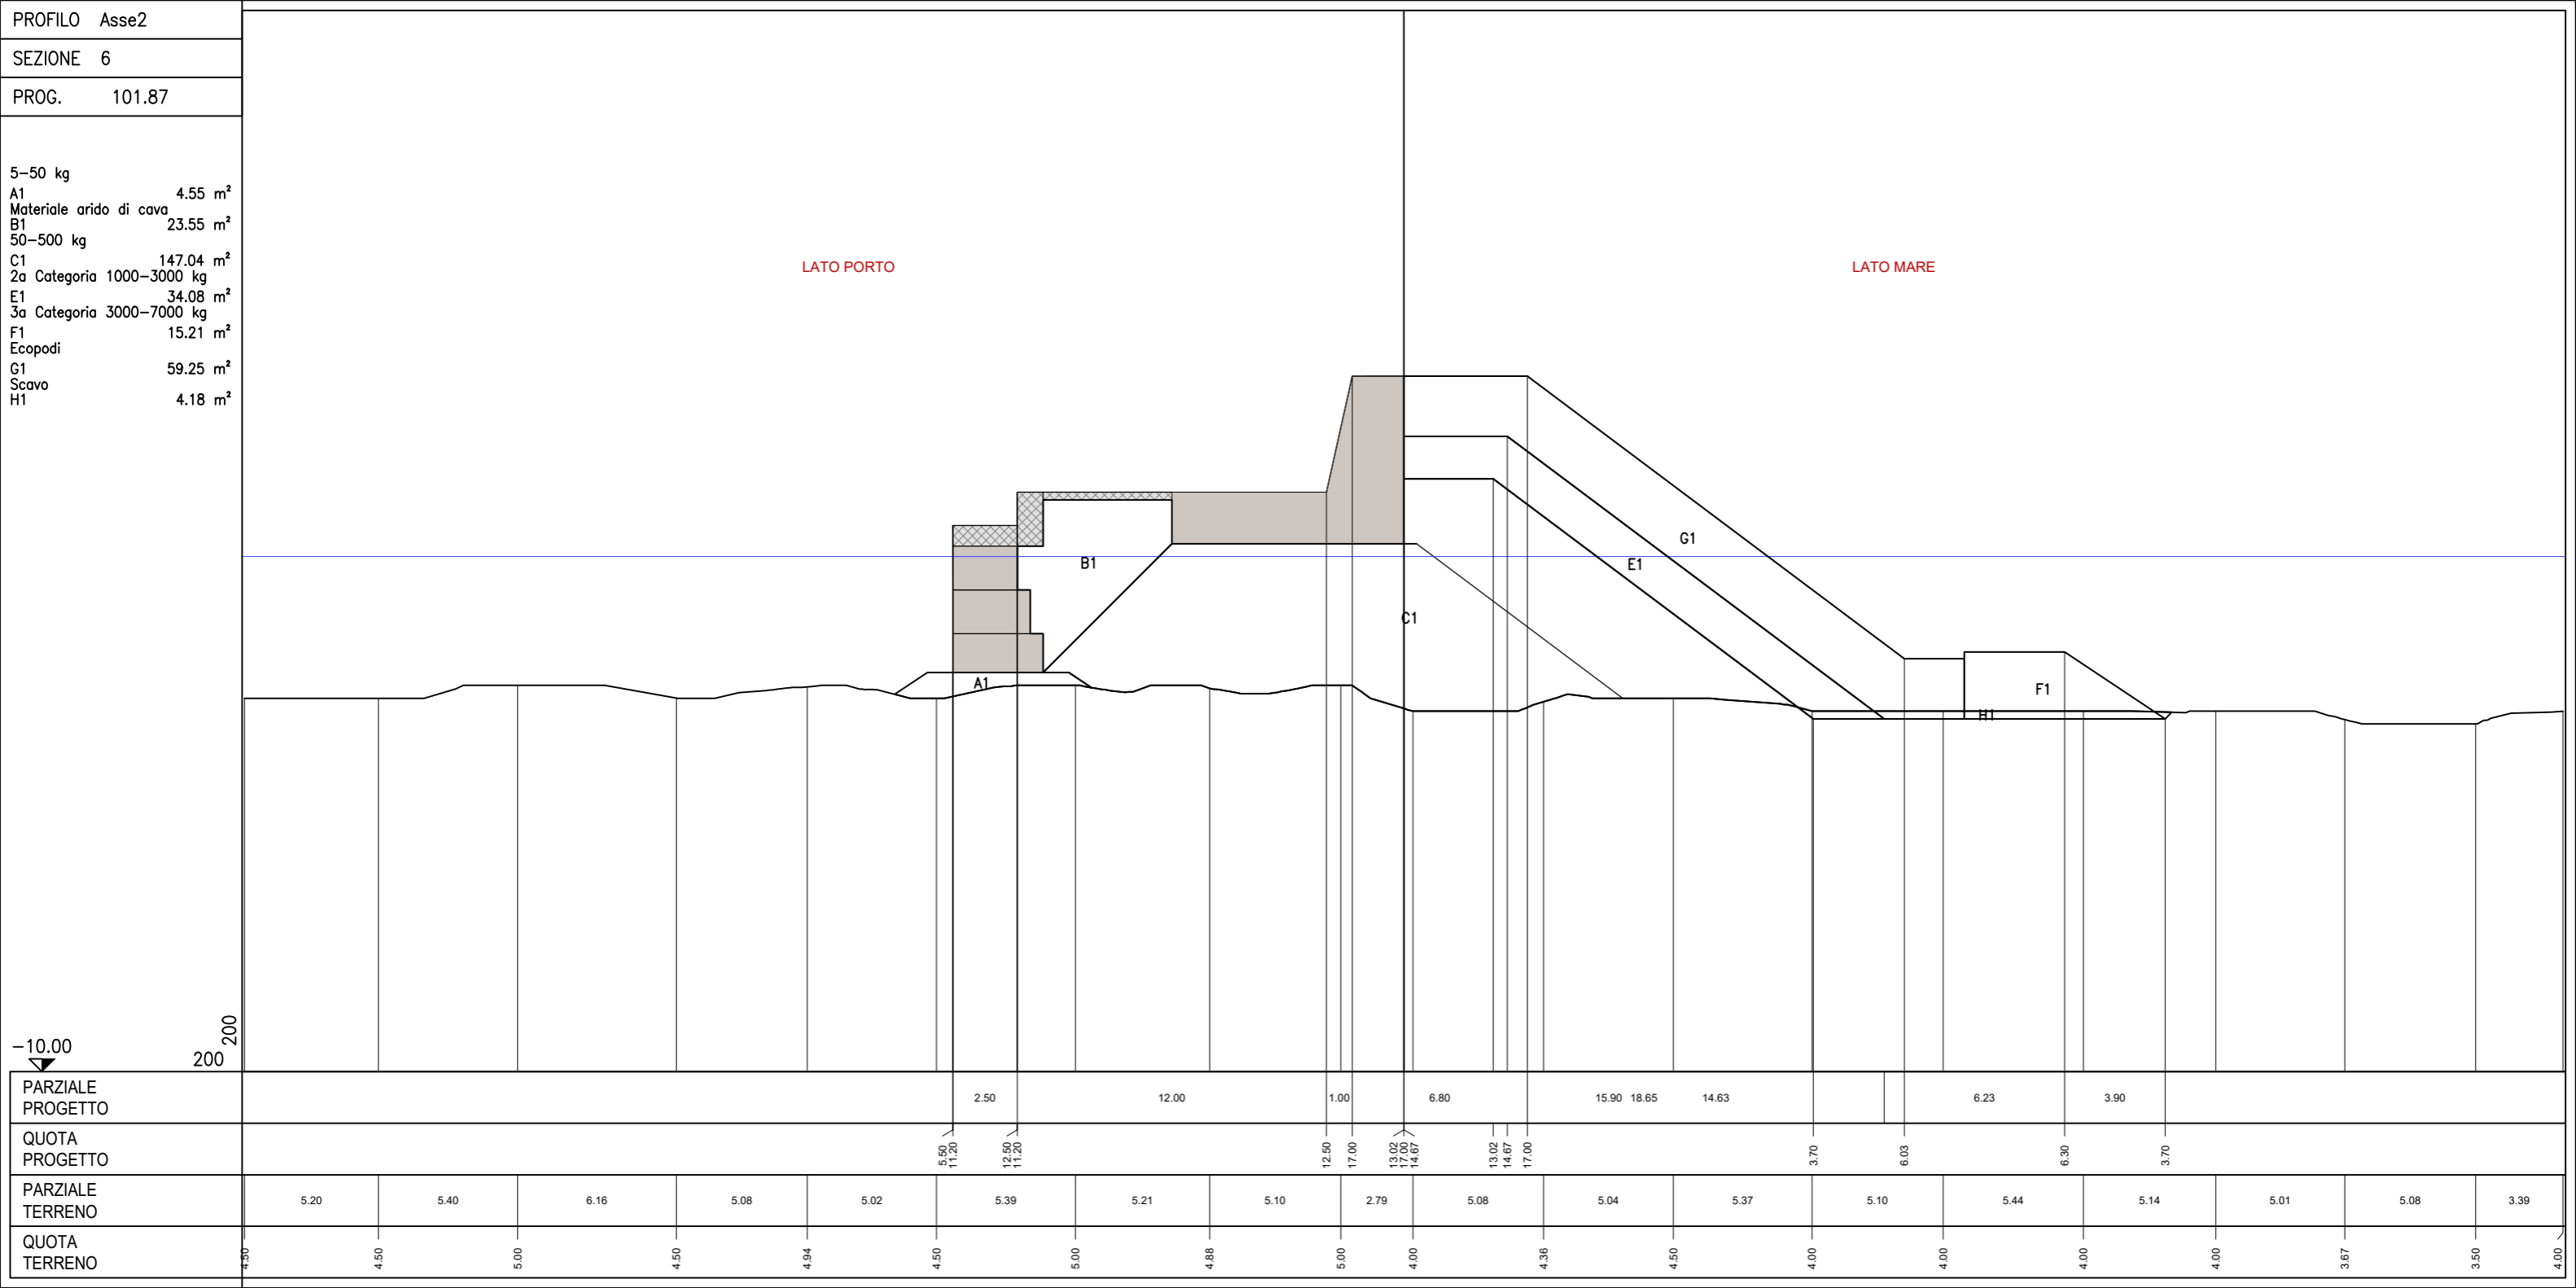 PROFILO Asse2
SEZIONE 6
PROG. 101.87
5-50 kg
A1 4.55 m²
Materiale arido di cava
B1 23.55 m²
50-500 kg
C1 147.04 m²
2a Categoria 1000-3000 kg
E1 34.08 m²
3a Categoria 3000-7000 kg
F1 15.21 m²
Ecopodi
G1 59.25 m²
Scavo
H1 4.18 m²
LATO PORTO
LATO MARE
G1
B1
E1
C1
A1
F1
H1
-10.00
200
200
PARZIALE PROGETTO
2.50 12.00 1.00 6.80 15.90 18.65 14.63 6.23 3.90
QUOTA PROGETTO
5.50 11.20 12.50 11.20 12.50 17.00 13.02 17.00 14.67 13.02 14.67 17.00 3.70 6.03 6.30 3.70
PARZIALE TERRENO
5.20 5.40 6.16 5.08 5.02 5.39 5.21 5.10 2.79 5.08 5.04 5.37 5.10 5.44 5.14 5.01 5.08 3.39
QUOTA TERRENO
4.50 4.50 5.00 4.50 4.94 4.50 5.00 4.88 5.00 4.00 4.36 4.50 4.00 4.00 4.00 4.00 3.67 3.50 4.00